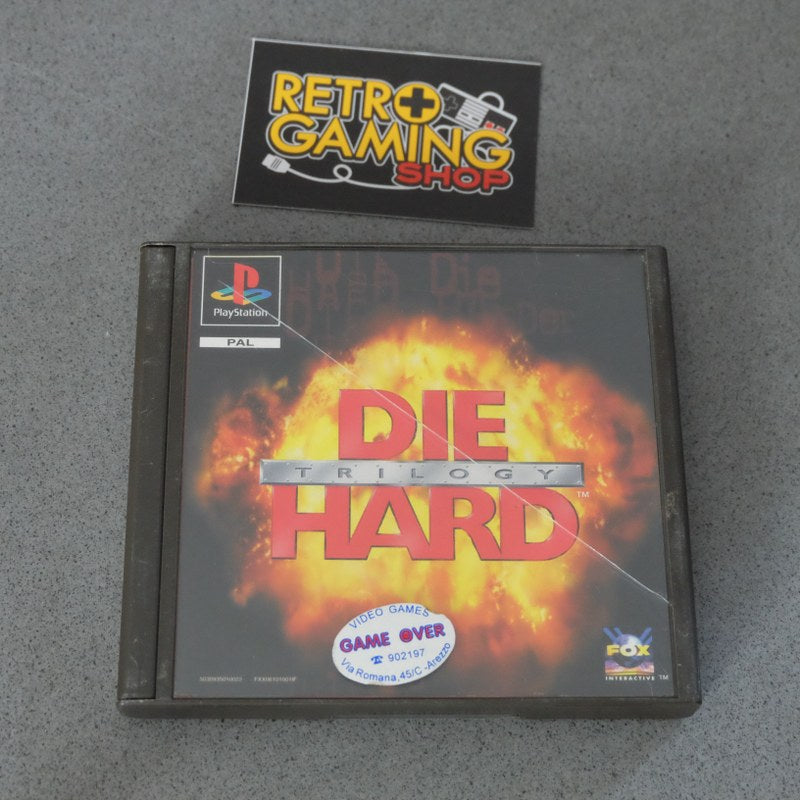 RETRO
GAMING
SHOP
PlayStation
PAL
Die
DIE
TRILOGY
HARD
TM
VIDEO GAMES
GAME OVER
☎ 902197
Via Romana, 45/C - Arezzo
FOX
INTERACTIVE TM